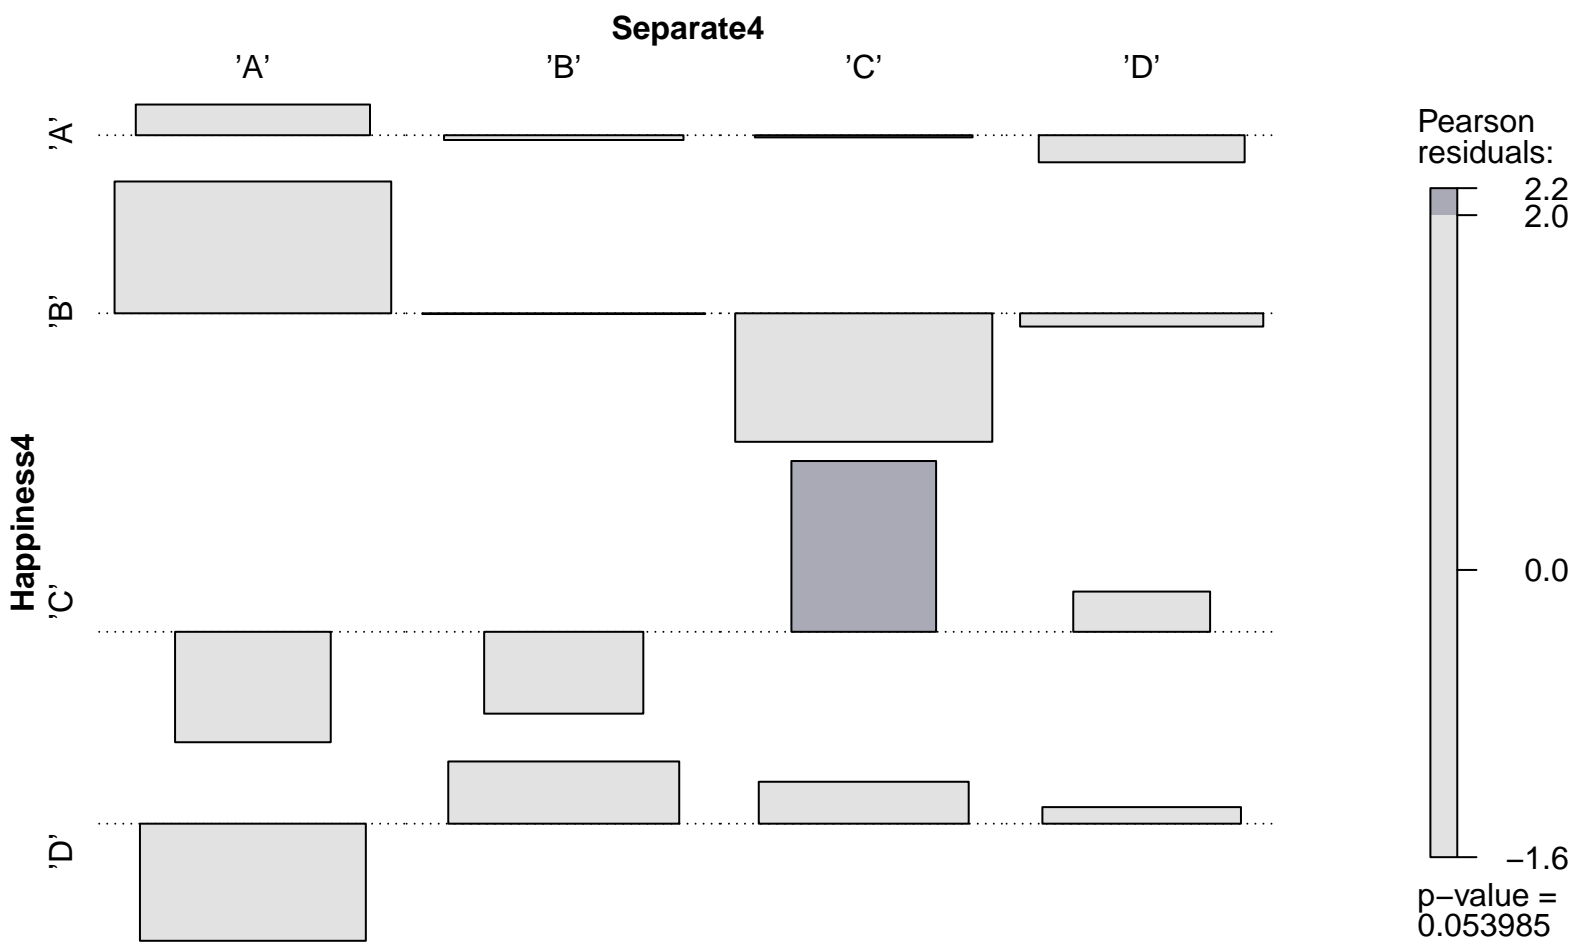 Separate4
’A’ ’B’ ’C’ ’D’
Happiness4
’A’
’B’
’C’
’D’
Pearson
residuals:
2.2
2.0
0.0
−1.6
p−value =
0.053985